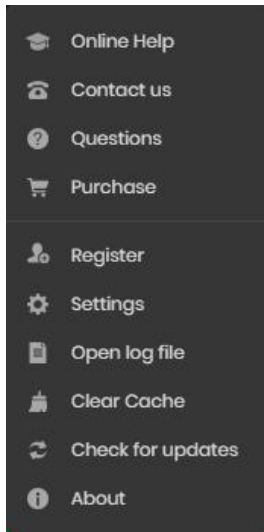 Online Help
Contact us
Questions
Purchase
Register
Settings
Open log file
Clear Cache
Check for updates
About